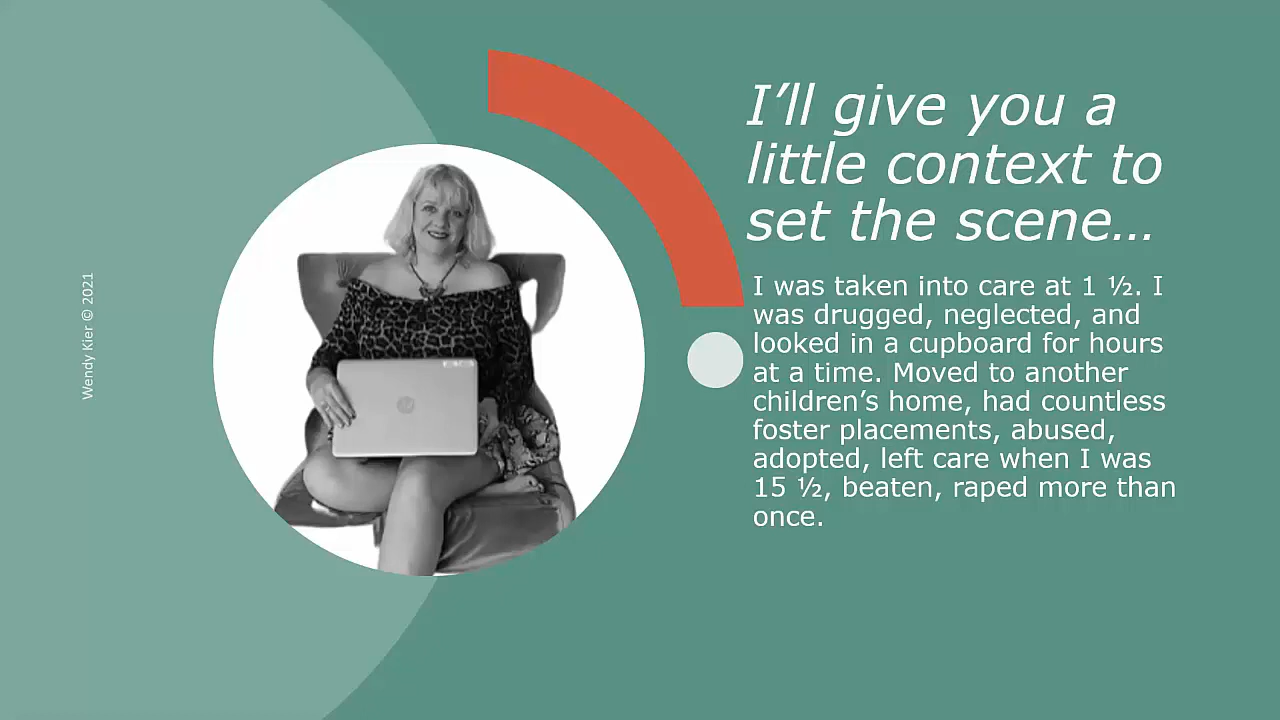 I’ll give you a
little context to
set the scene…
I was taken into care at 1 ½. I
was drugged, neglected, and
looked in a cupboard for hours
at a time. Moved to another
children’s home, had countless
foster placements, abused,
adopted, left care when I was
15 ½, beaten, raped more than
once.
Wendy Kier © 2021